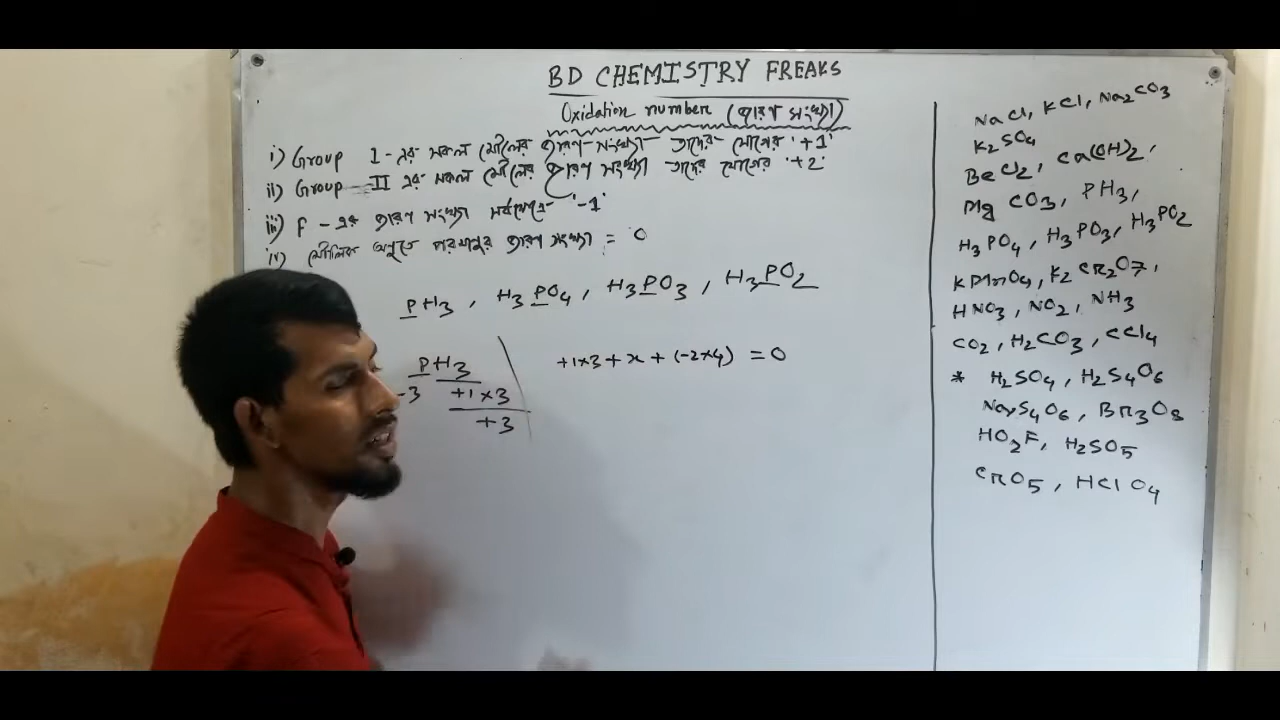 BD CHEMISTRY FREAKS
Oxidation number (জারণ সংখ্যা)
i) Group I-এর সকল মৌলের জারণ সংখ্যা তাদের যৌগের '+1'
ii) Group II এর সকল মৌলের জারণ সংখ্যা তাদের যৌগের '+2'
iii) F-এর জারণ সংখ্যা সর্বক্ষেত্রে '-1'
iv) মৌলিক অণুতে পরমাণুর জারণ সংখ্যা = 0
PH3, H3PO4, H3PO3, H3PO2
PH3
-3 +1×3
+3
+1×3+x+(-2×4) = 0
NaCl, KCl, Na2CO3
K2SO4
BeCl2, Ca(OH)2,
Mg CO3, PH3,
H3PO4, H3PO3, H3PO2
KMnO4, K2Cr2O7,
HNO3, NO2, NH3
CO2, H2CO3, CCl4
* H2SO4, H2S4O6
Na2S4O6, Br3O8
HO2F, H2SO5
CrO5, HClO4